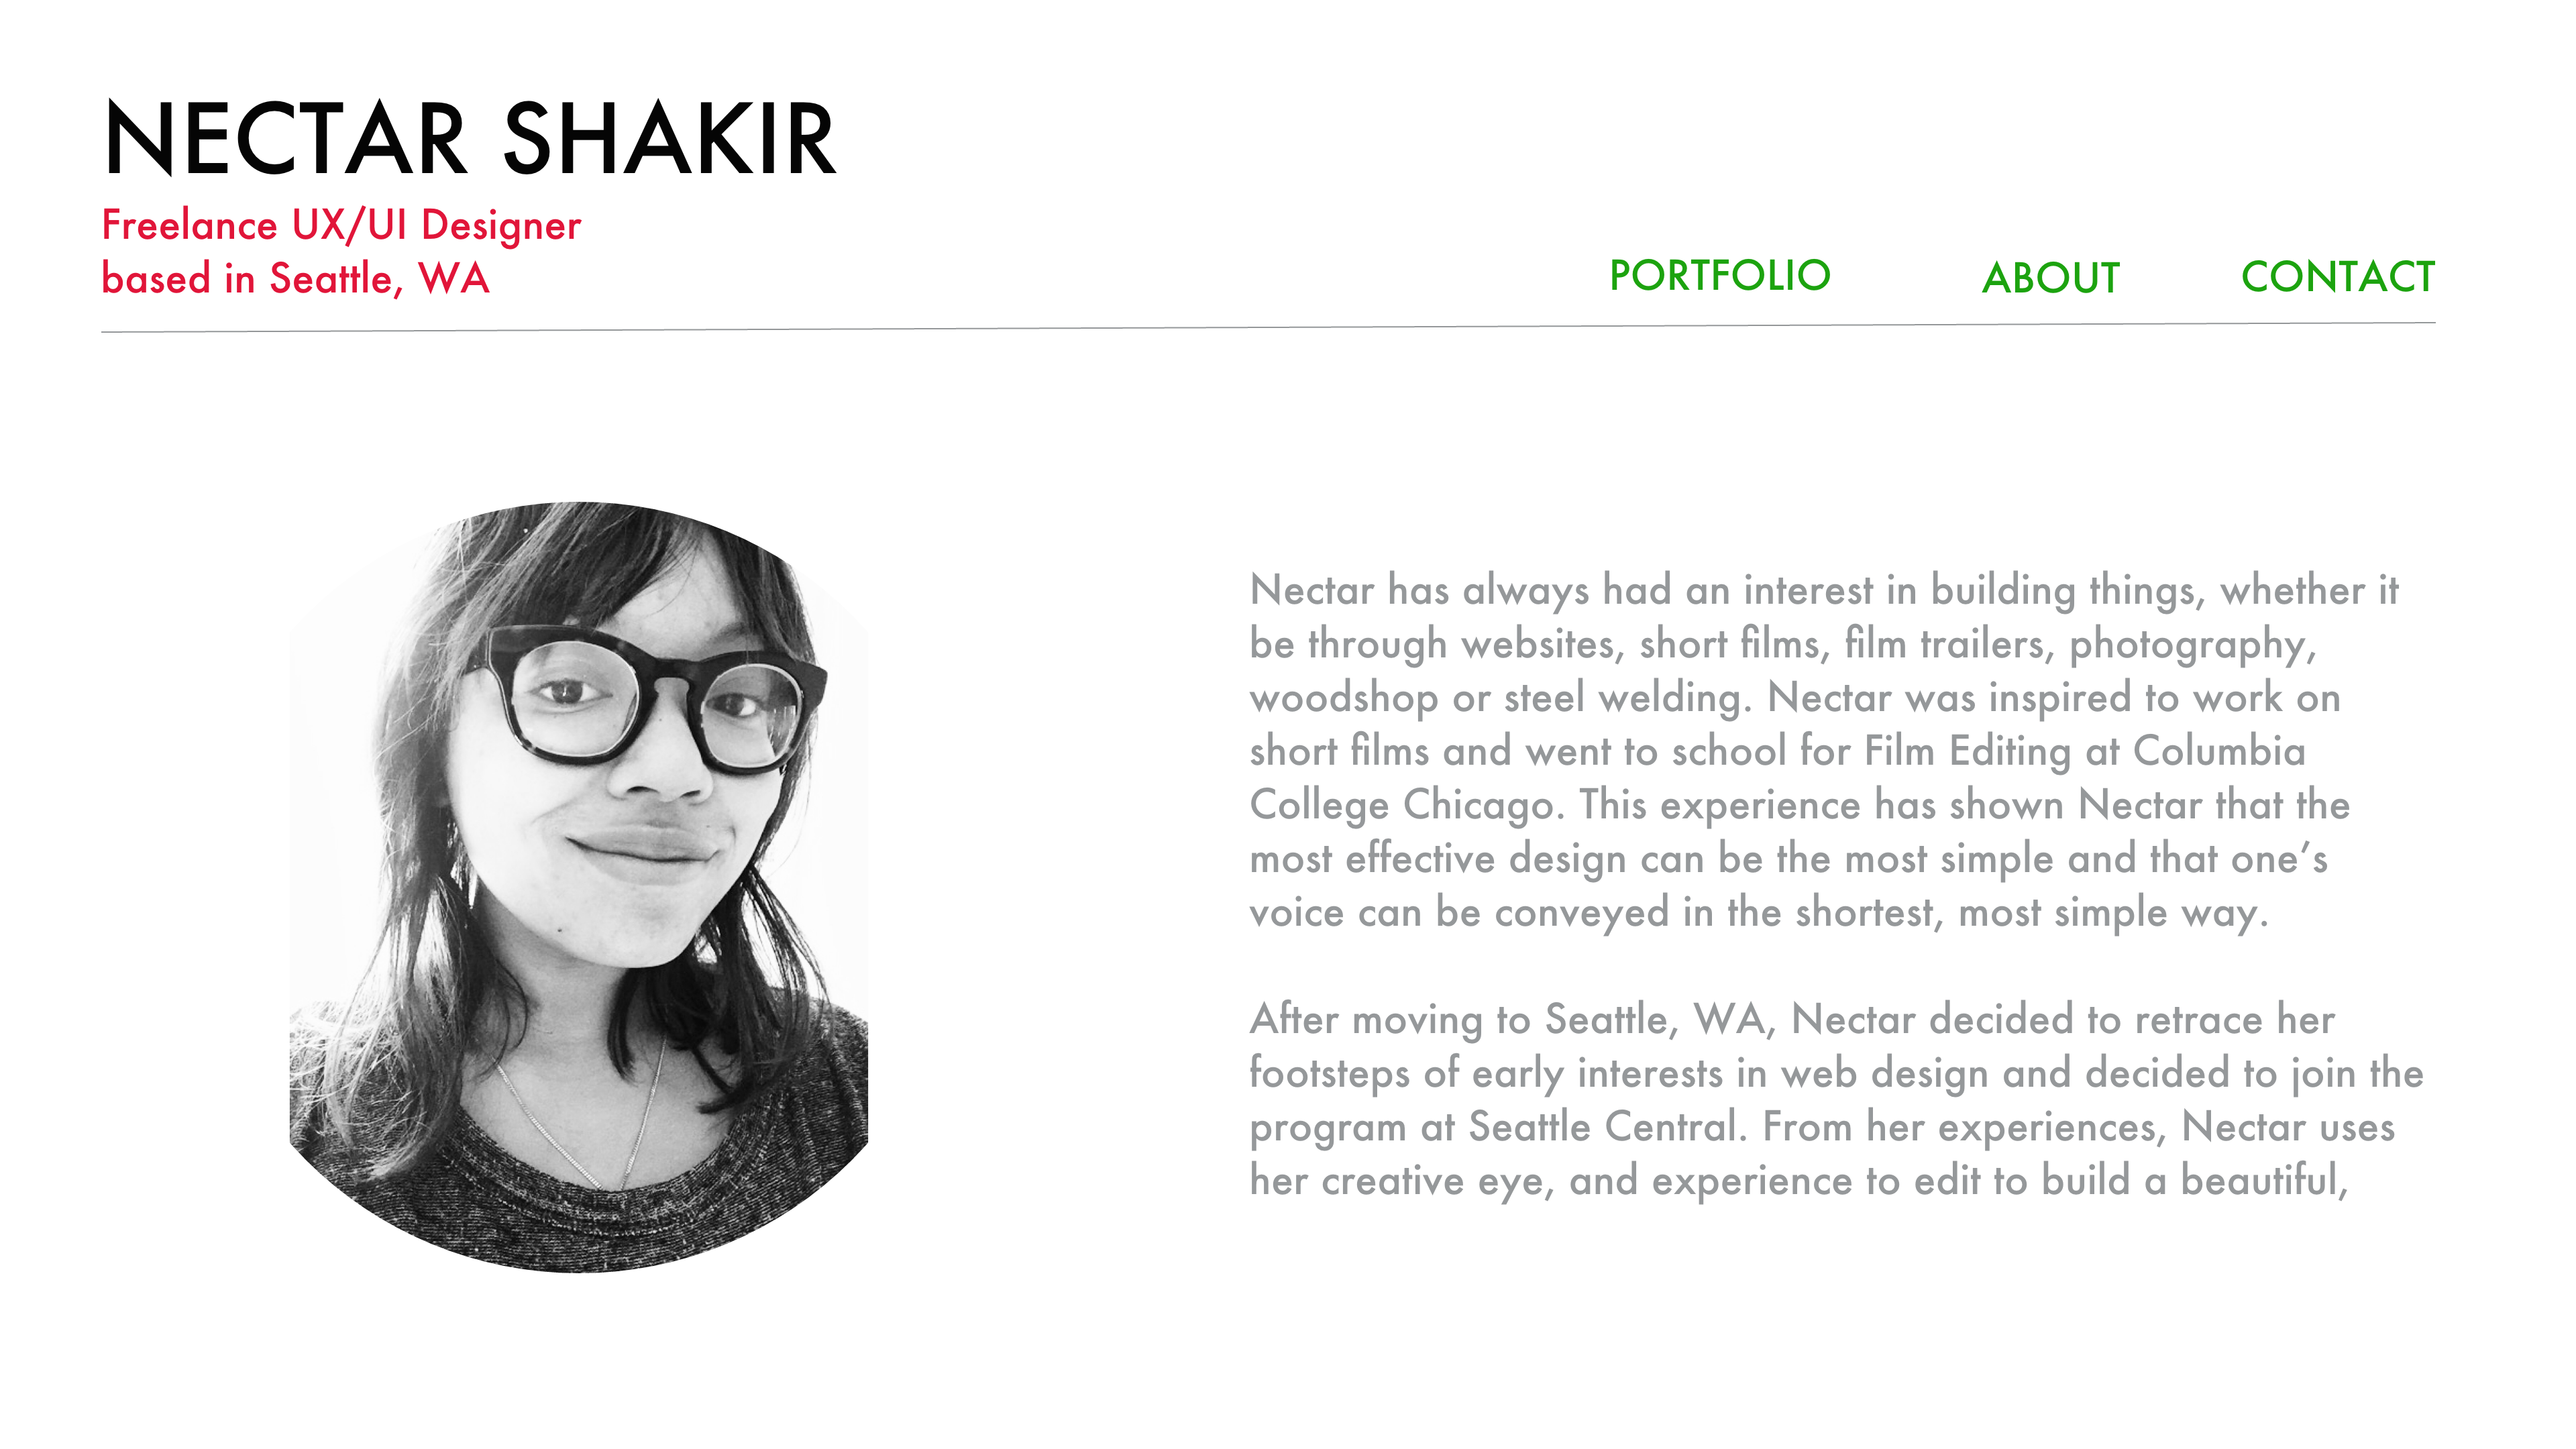 NECTAR SHAKIR
Freelance UX/UI Designer
based in Seattle, WA
PORTFOLIO
ABOUT
CONTACT
Nectar has always had an interest in building things, whether it
be through websites, short films, film trailers, photography,
woodshop or steel welding. Nectar was inspired to work on
short films and went to school for Film Editing at Columbia
College Chicago. This experience has shown Nectar that the
most effective design can be the most simple and that one’s
voice can be conveyed in the shortest, most simple way.
After moving to Seattle, WA, Nectar decided to retrace her
footsteps of early interests in web design and decided to join the
program at Seattle Central. From her experiences, Nectar uses
her creative eye, and experience to edit to build a beautiful,